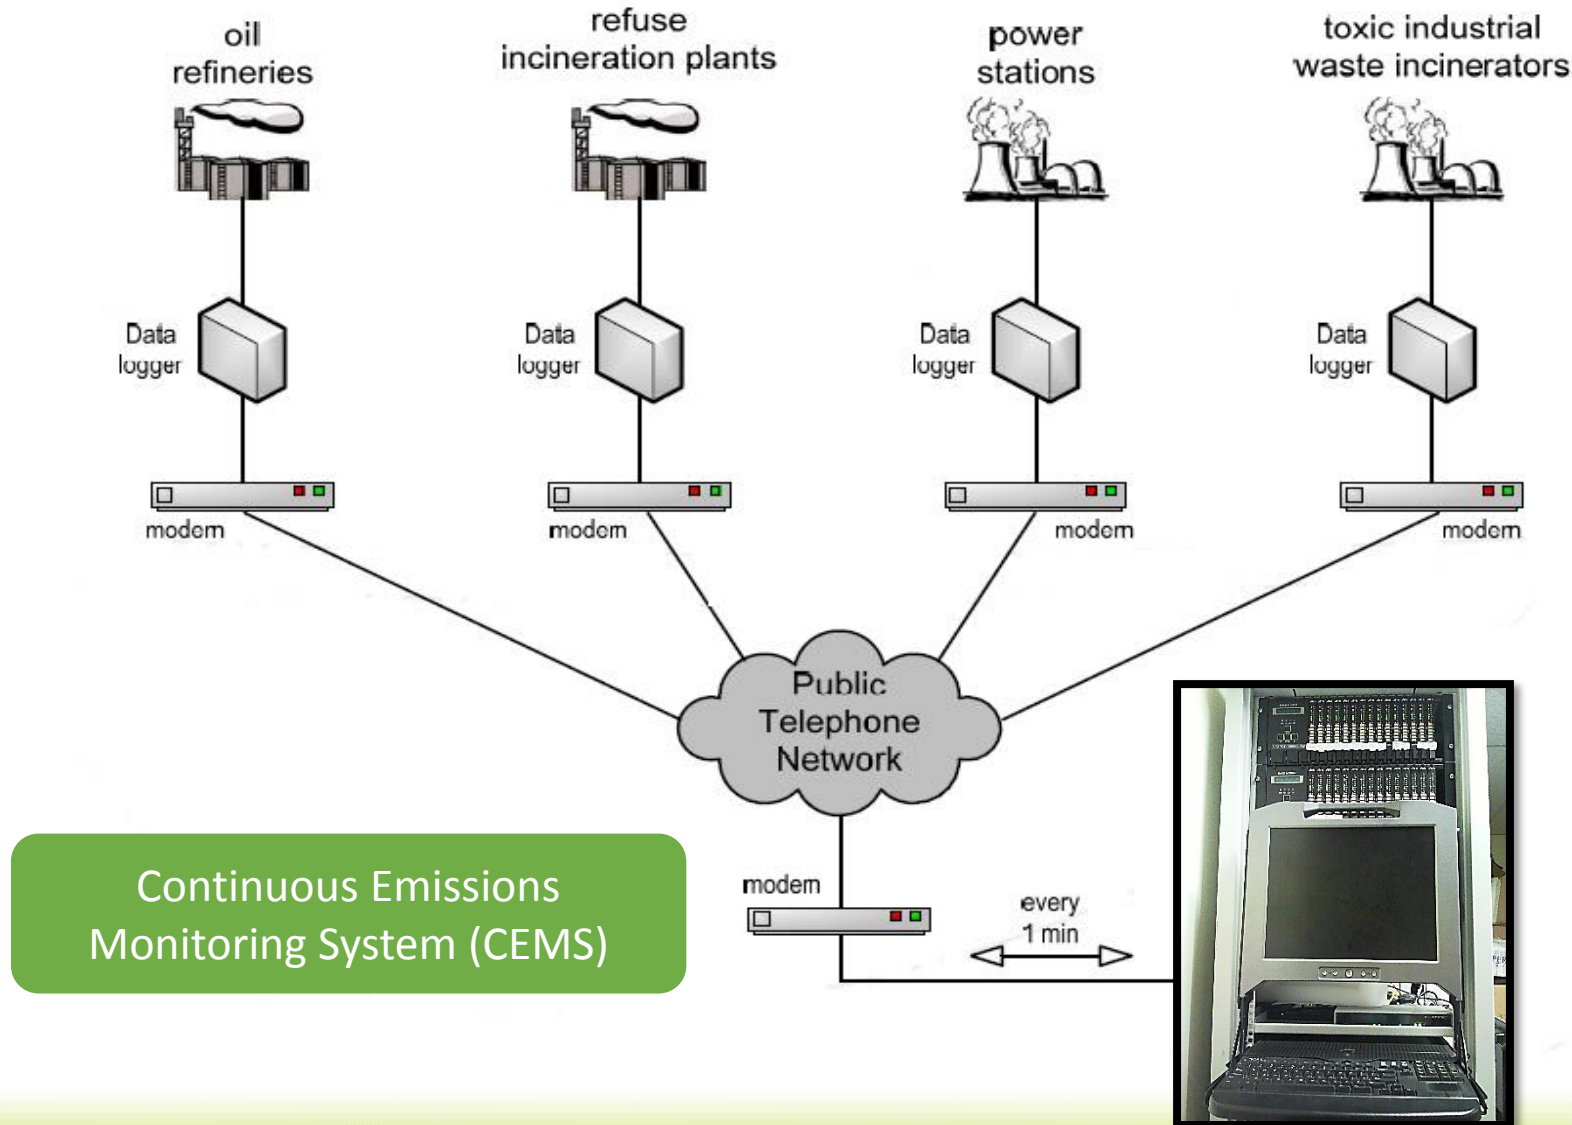 oil
refineries
refuse
incineration plants
power
stations
toxic industrial
waste incinerators
Data
logger
Data
logger
Data
logger
Data
logger
modem
modem
modem
modem
Public
Telephone
Network
modem
every
1 min
Continuous Emissions
Monitoring System (CEMS)